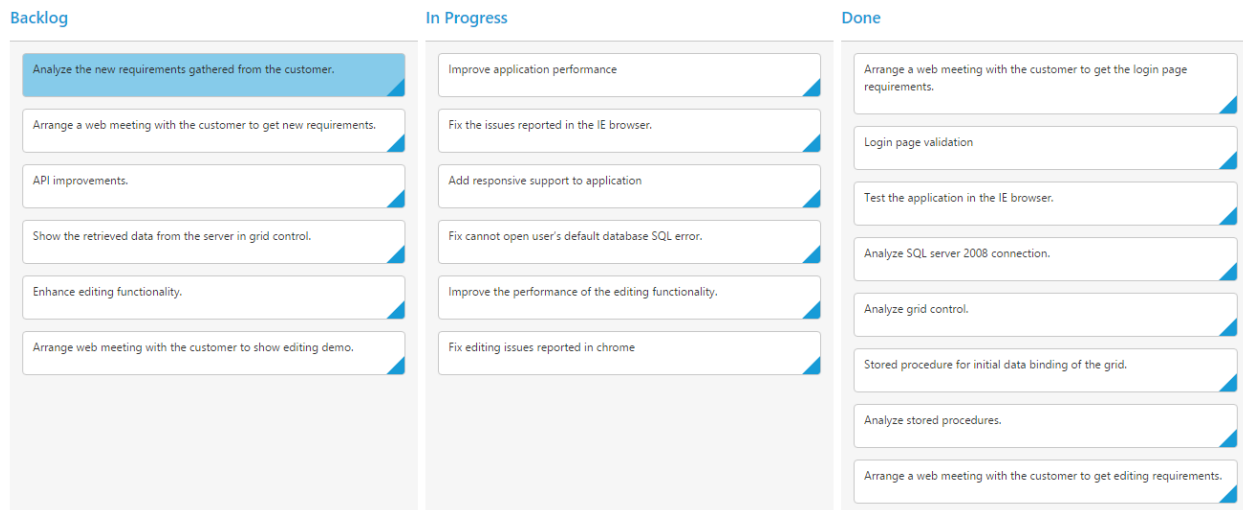 Backlog
Analyze the new requirements gathered from the customer.
Arrange a web meeting with the customer to get new requirements.
API improvements.
Show the retrieved data from the server in grid control.
Enhance editing functionality.
Arrange web meeting with the customer to show editing demo.
In Progress
Improve application performance
Fix the issues reported in the IE browser.
Add responsive support to application
Fix cannot open user's default database SQL error.
Improve the performance of the editing functionality.
Fix editing issues reported in chrome
Done
Arrange a web meeting with the customer to get the login page
requirements.
Login page validation
Test the application in the IE browser.
Analyze SQL server 2008 connection.
Analyze grid control.
Stored procedure for initial data binding of the grid.
Analyze stored procedures.
Arrange a web meeting with the customer to get editing requirements.